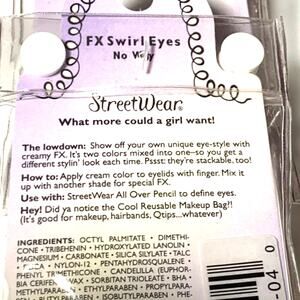 FX Swirl Eyes
No Way
StreetWear®
What more could a girl want!
The lowdown: Show off your own unique eye-style with
creamy FX. It's two colors mixed into one–so you get a
different stylin' look each time. Pssst: they're stackable, too!
How to: Apply cream color to eyelids with finger. Mix it
up with another shade for special FX.
Use with: StreetWear All Over Pencil to define eyes.
Hey! Did ya notice the Cool Reusable Makeup Bag?!
(It's good for makeup, hairbands, Qtips...whatever)
INGREDIENTS: OCTYL PALMITATE • DIMETHI-
CONE • TRIBEHENIN • HYDROXYLATED LANOLIN •
MAGNESIUM • CARBONATE • SILICA SILYLATE • TALC
• NYLON-12 • PENTAHYDROSQUALENE •
PHENYL TRIMETHICONE • CANDELILLA (EUPHOR-
BIA CERIFE WAX • SORBITAN TRIOLEATE • BHA •
METHYLPARABEN • ETHYLPARABEN • PROPYLPARA-
BEN • BUTYLPARABEN • ISOBUTYLPARABEN • PHE-
-04 0